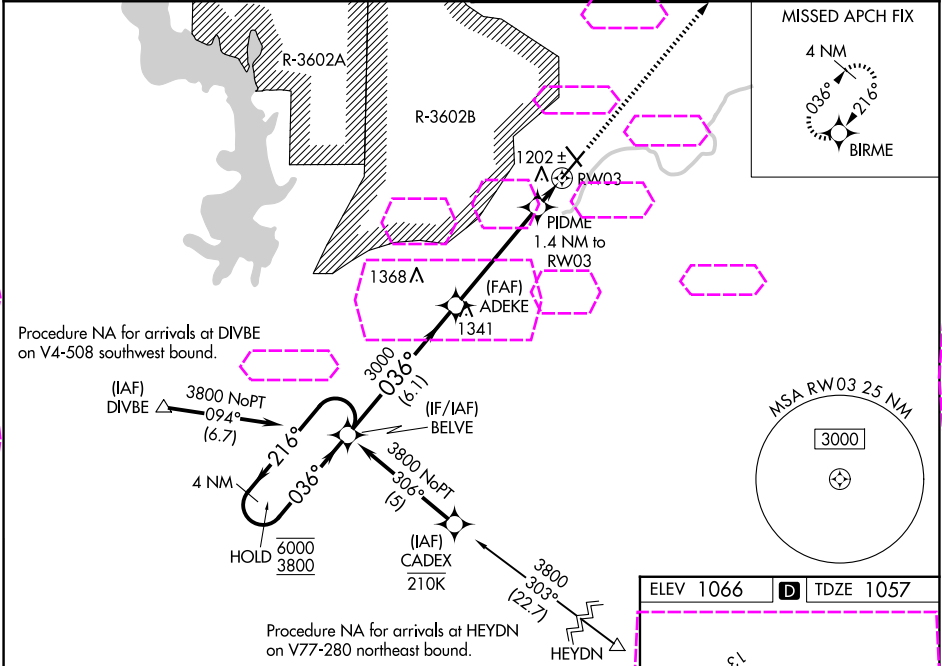 MISSED APCH FIX
4 NM
036°
216°
BIRME
R-3602A
R-3602B
1202 ±
RW03
PIDME
1.4 NM to
RW03
1368
(FAF)
ADEKE
1341
Procedure NA for arrivals at DIVBE
on V4-508 southwest bound.
3000
036°
(6.1)
(IAF)
DIVBE
3800 NoPT
094°
(6.7)
(IF/IAF)
BELVE
216°
036°
4 NM
HOLD
6000
3800
3800 NoPT
306°
(5)
(IAF)
CADEX
210K
3800
303°
(22.7)
HEYDN
Procedure NA for arrivals at HEYDN
on V77-280 northeast bound.
MSA RW03 25 NM
3000
ELEV 1066 D TDZE 1057
13